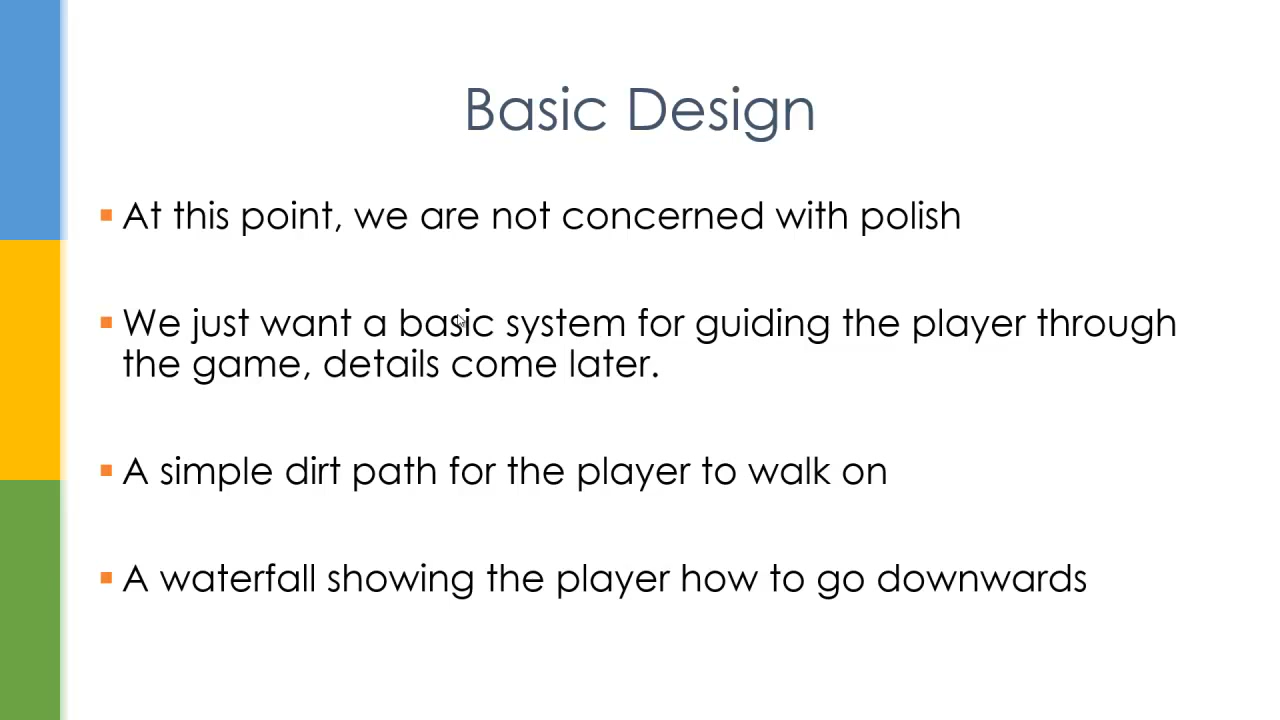 Basic Design
At this point, we are not concerned with polish
We just want a basic system for guiding the player through
the game, details come later.
A simple dirt path for the player to walk on
A waterfall showing the player how to go downwards